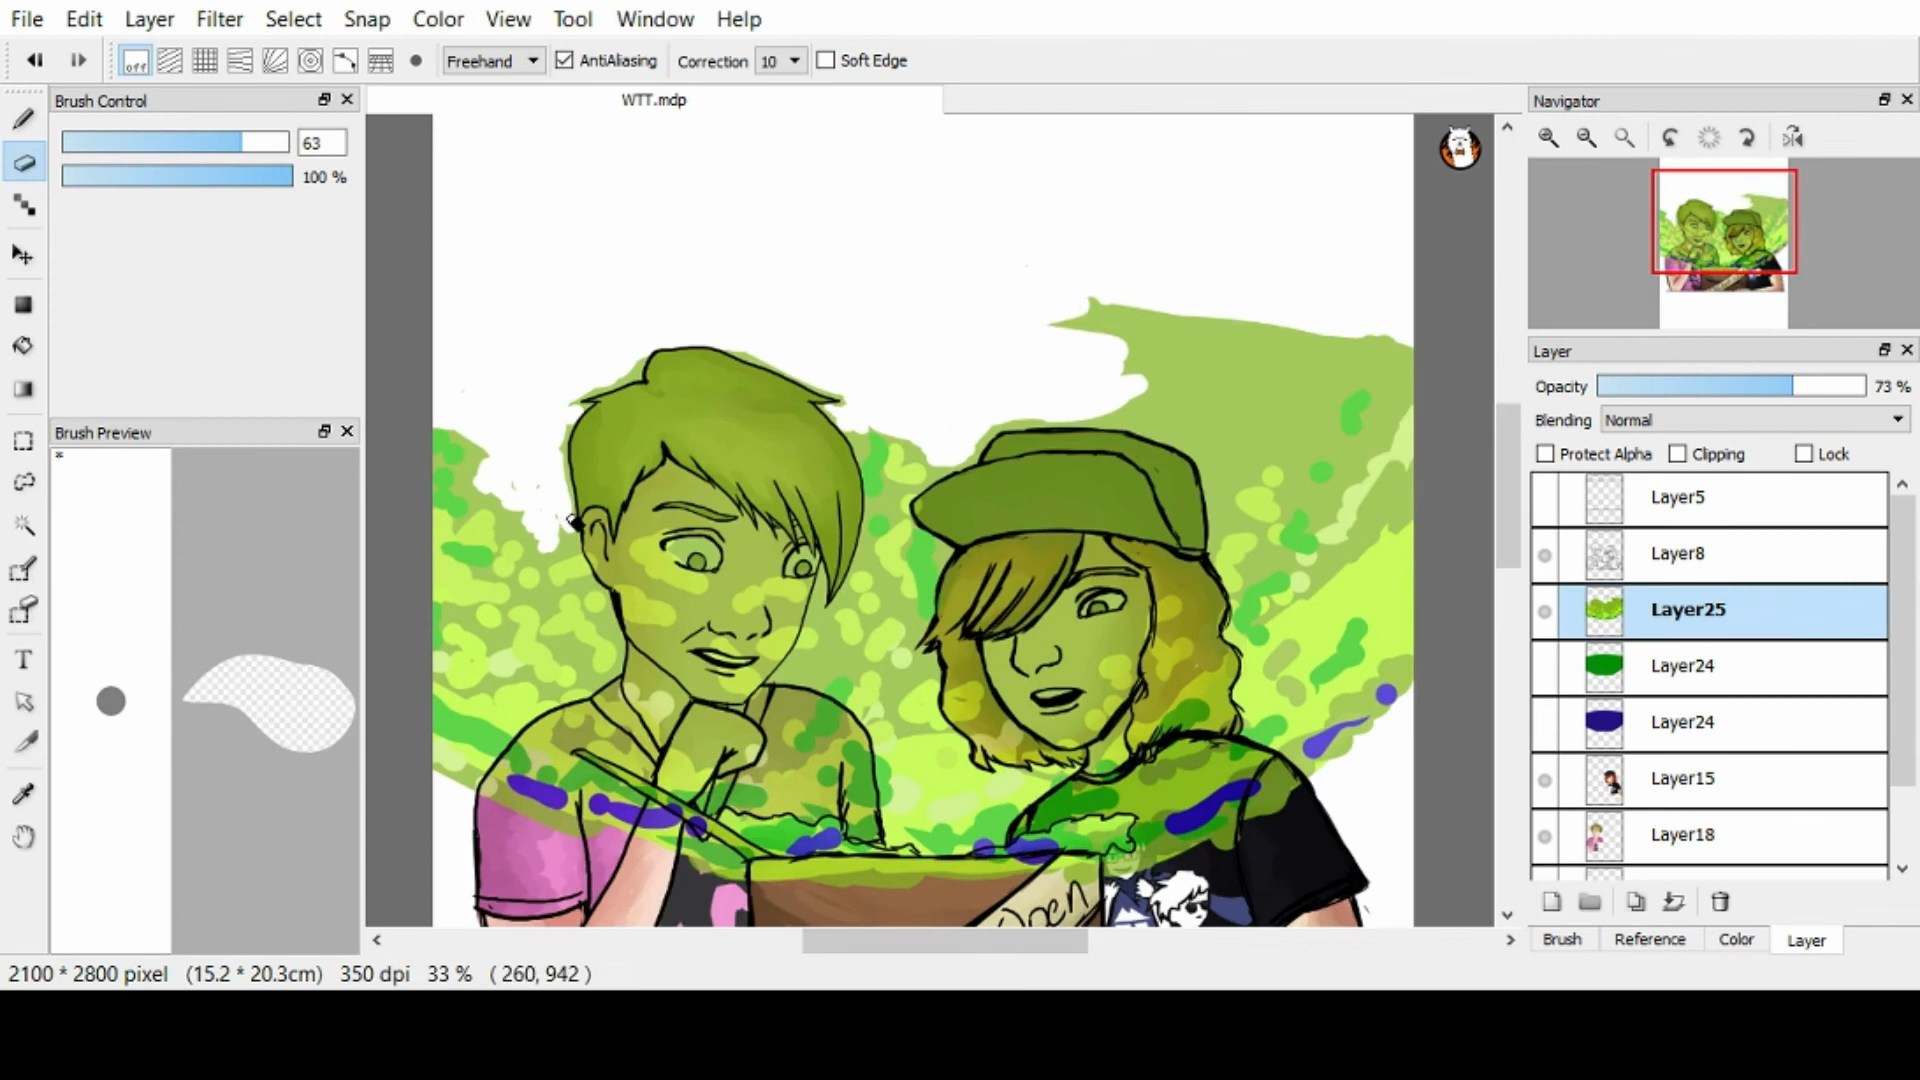 File Edit Layer Filter Select Snap Color View Tool Window Help
off Freehand AntiAliasing Correction 10 Soft Edge
Brush Control
63
100 %
WTT.mdp
Navigator
Brush Preview
*
Layer
Opacity 73 %
Blending Normal
Protect Alpha Clipping Lock
Layer5
Layer8
Layer25
Layer24
Layer24
Layer15
Layer18
Open
Brush Reference Color Layer
2100 * 2800 pixel (15.2 * 20.3cm) 350 dpi 33 % ( 260, 942 )